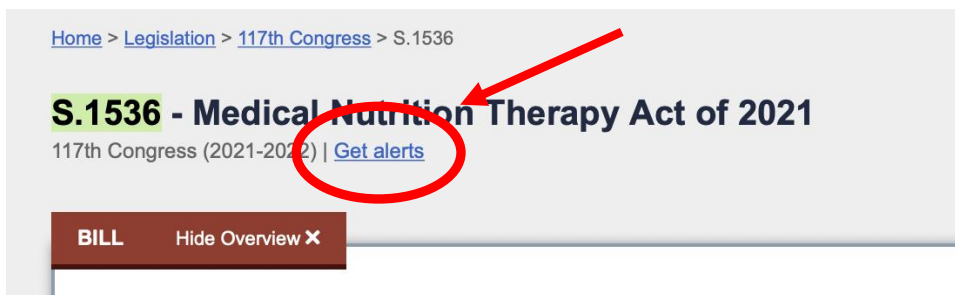 Home > Legislation > 117th Congress > S.1536
S.1536 - Medical Nutrition Therapy Act of 2021
117th Congress (2021-2022) | Get alerts
BILL Hide Overview ✕